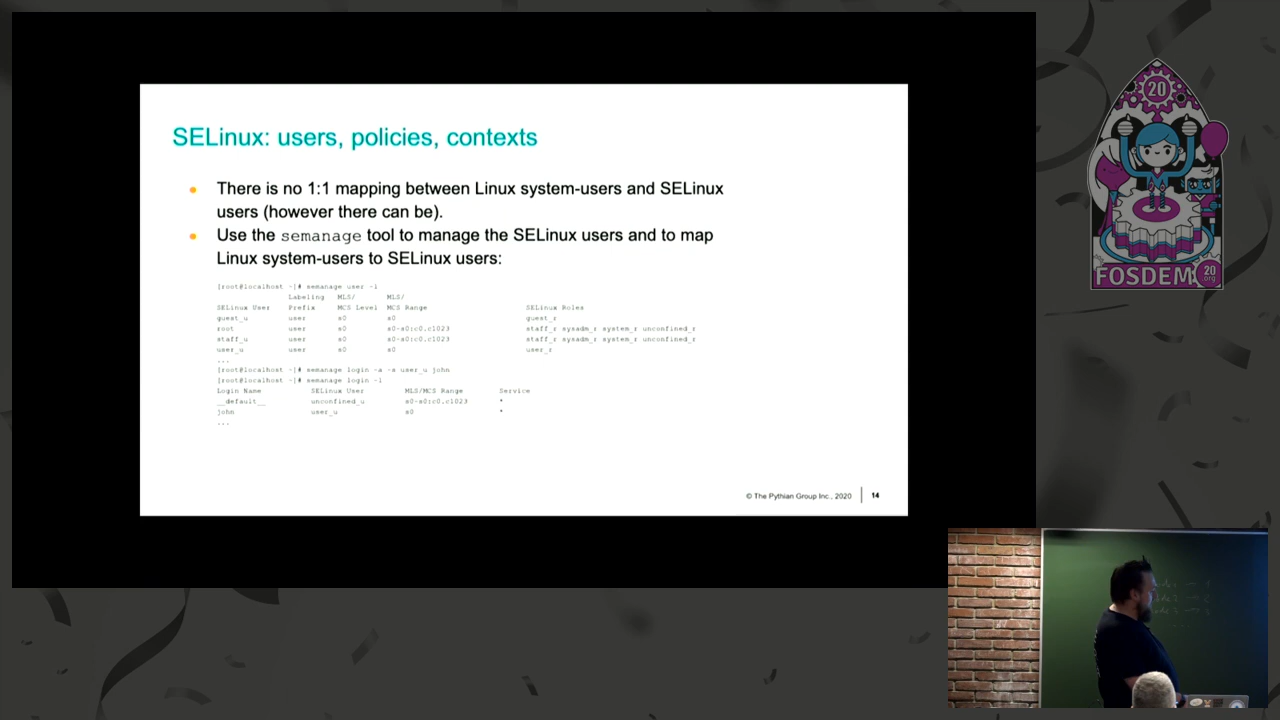 SELinux: users, policies, contexts
There is no 1:1 mapping between Linux system-users and SELinux
users (however there can be).
Use the semanage tool to manage the SELinux users and to map
Linux system-users to SELinux users:
[root@localhost ~]# semanage user -l
Labeling MLS/ MLS/
SELinux User Prefix MCS Level MCS Range SELinux Roles
guest_u user s0 s0 guest_r
root user s0 s0-s0:c0.c1023 staff_r sysadm_r system_r unconfined_r
staff_u user s0 s0-s0:c0.c1023 staff_r sysadm_r system_r unconfined_r
user_u user s0 s0 user_r
...
[root@localhost ~]# semanage login -a -s user_u john
[root@localhost ~]# semanage login -l
Login Name SELinux User MLS/MCS Range Service
__default__ unconfined_u s0-s0:c0.c1023 *
john user_u s0 *
...
© The Pythian Group Inc., 2020 14
20
FOSDEM 20
.org